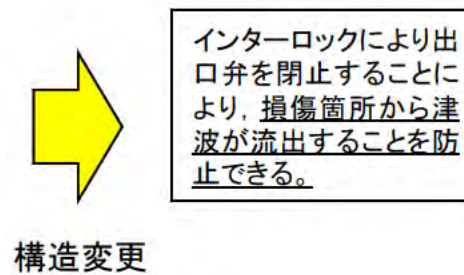 インターロックにより出
口弁を閉止することに
より，損傷箇所から津
波が流出することを防
止できる。
構造変更